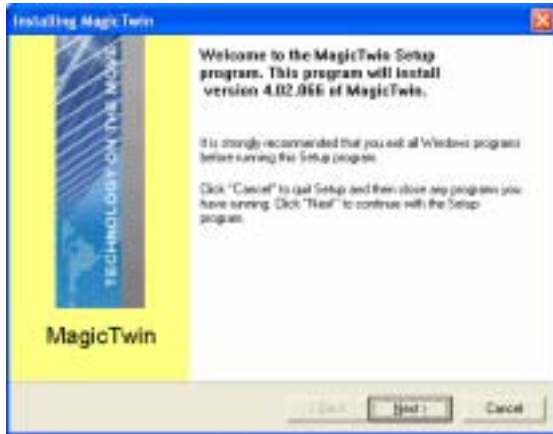 Installing MagicTwin
TECHNOLOGY ON THE MOVE
MagicTwin
Welcome to the MagicTwin Setup
program. This program will install
version 4.02.066 of MagicTwin.
It is strongly recommended that you exit all Windows programs
before running this Setup program.
Click "Cancel" to quit Setup and then close any programs you
have running. Click "Next" to continue with the Setup
program.
< Back
Next >
Cancel